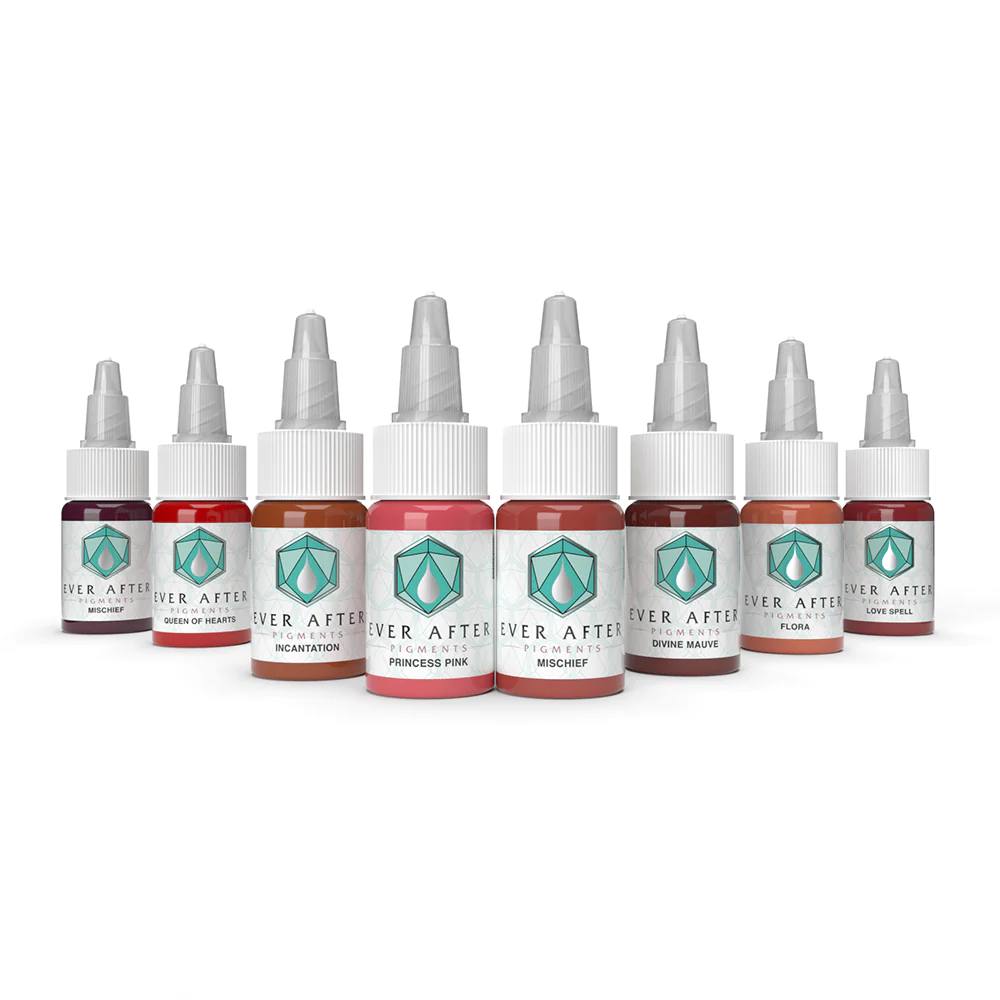 EVER AFTER
PIGMENTS
MISCHIEF
EVER AFTER
PIGMENTS
QUEEN OF HEARTS
EVER AFTER
PIGMENTS
INCANTATION
EVER AFTER
PIGMENTS
PRINCESS PINK
EVER AFTER
PIGMENTS
MISCHIEF
EVER AFTER
PIGMENTS
DIVINE MAUVE
EVER AFTER
PIGMENTS
FLORA
EVER AFTER
PIGMENTS
LOVE SPELL